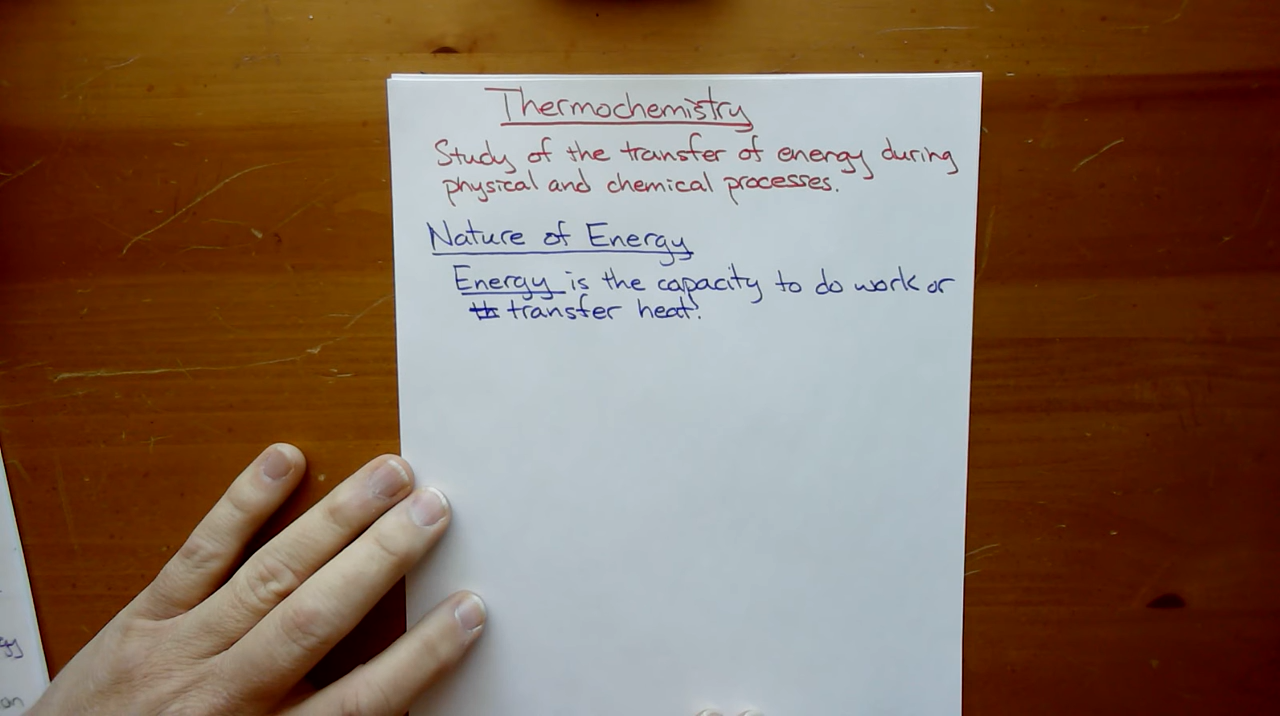 Thermochemistry
Study of the transfer of energy during
physical and chemical processes.
Nature of Energy
Energy is the capacity to do work or
transfer heat.